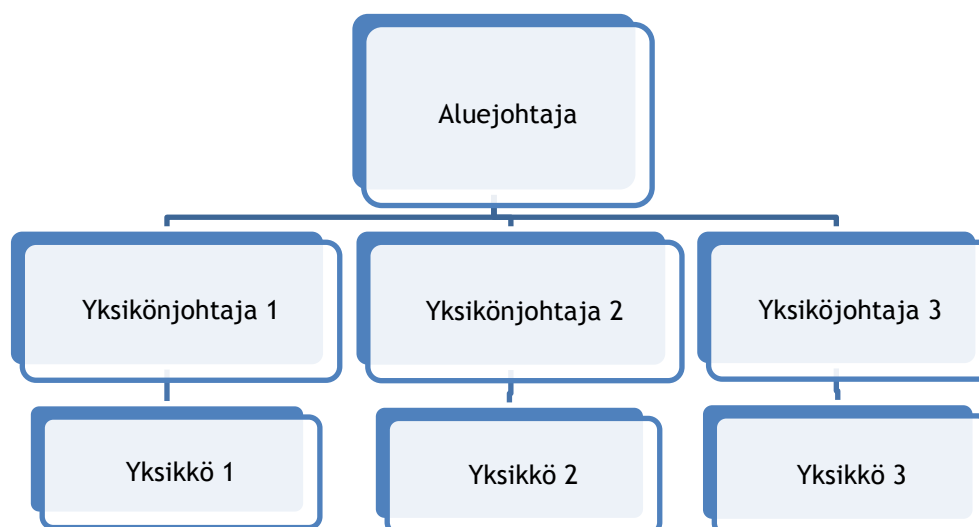 Aluejohtaja
Yksikönjohtaja 1
Yksikönjohtaja 2
Yksiköjohtaja 3
Yksikkö 1
Yksikkö 2
Yksikkö 3